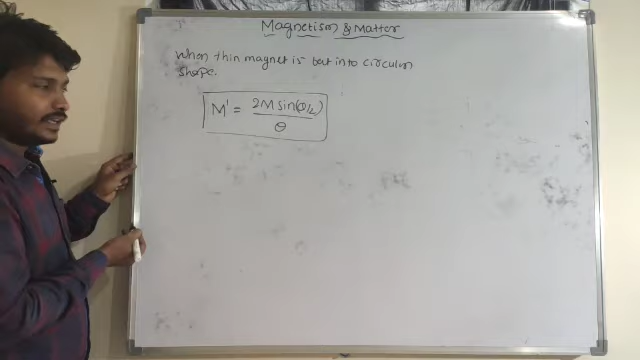 Magnetism & Matter
When thin magnet is bent into circular
shape.
M' = 2M sin(θ/2) / θ